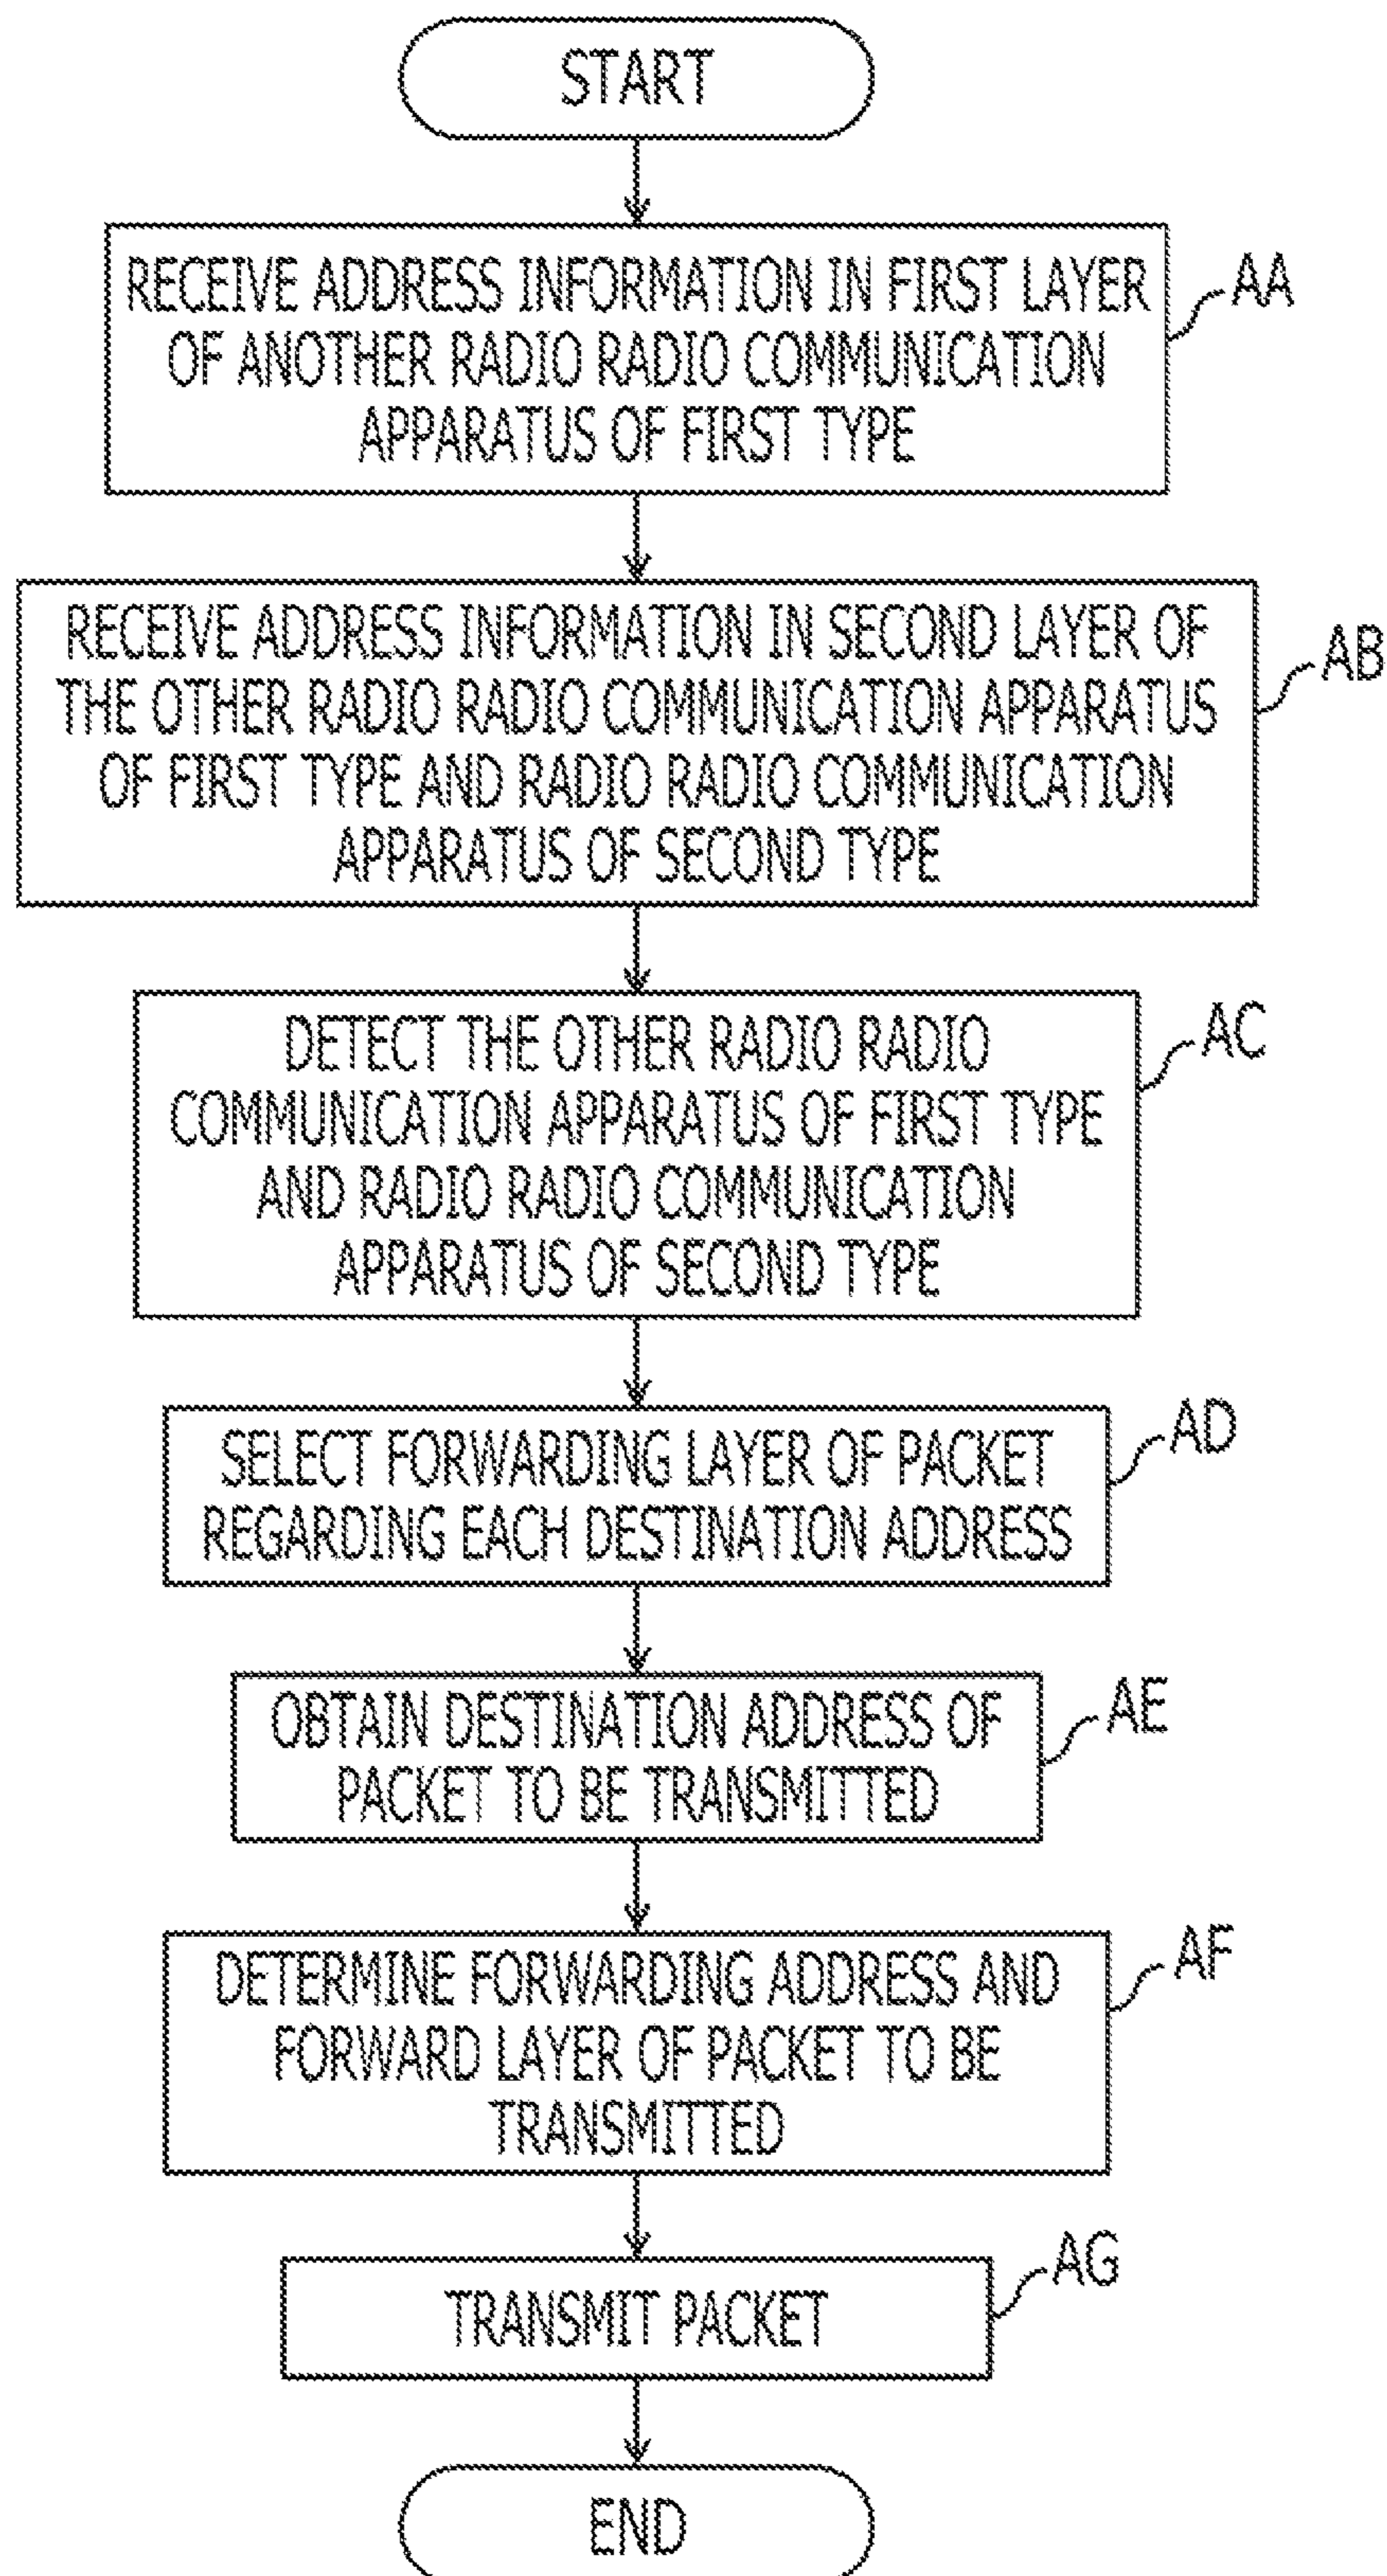 START
RECEIVE ADDRESS INFORMATION IN FIRST LAYER
OF ANOTHER RADIO RADIO COMMUNICATION
APPARATUS OF FIRST TYPE
AA
RECEIVE ADDRESS INFORMATION IN SECOND LAYER OF
THE OTHER RADIO RADIO COMMUNICATION APPARATUS
OF FIRST TYPE AND RADIO RADIO COMMUNICATION
APPARATUS OF SECOND TYPE
AB
DETECT THE OTHER RADIO RADIO
COMMUNICATION APPARATUS OF FIRST TYPE
AND RADIO RADIO COMMUNICATION
APPARATUS OF SECOND TYPE
AC
SELECT FORWARDING LAYER OF PACKET
REGARDING EACH DESTINATION ADDRESS
AD
OBTAIN DESTINATION ADDRESS OF
PACKET TO BE TRANSMITTED
AE
DETERMINE FORWARDING ADDRESS AND
FORWARD LAYER OF PACKET TO BE
TRANSMITTED
AF
TRANSMIT PACKET
AG
END